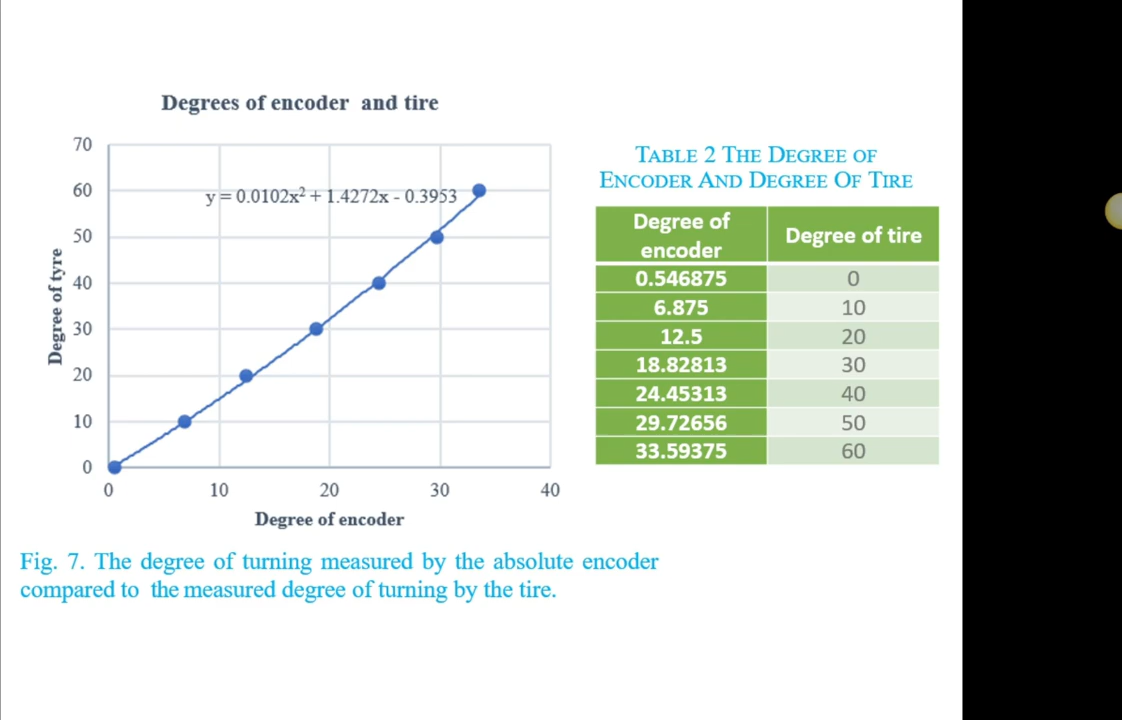 Degrees of encoder and tire
70
60
50
40
30
20
10
0
y = 0.0102x² + 1.4272x - 0.3953
0
10
20
30
40
Degree of tyre
Degree of encoder
TABLE 2 THE DEGREE OF
ENCODER AND DEGREE OF TIRE
Degree of encoder | Degree of tire
0.546875 | 0
6.875 | 10
12.5 | 20
18.82813 | 30
24.45313 | 40
29.72656 | 50
33.59375 | 60
Fig. 7. The degree of turning measured by the absolute encoder
compared to the measured degree of turning by the tire.